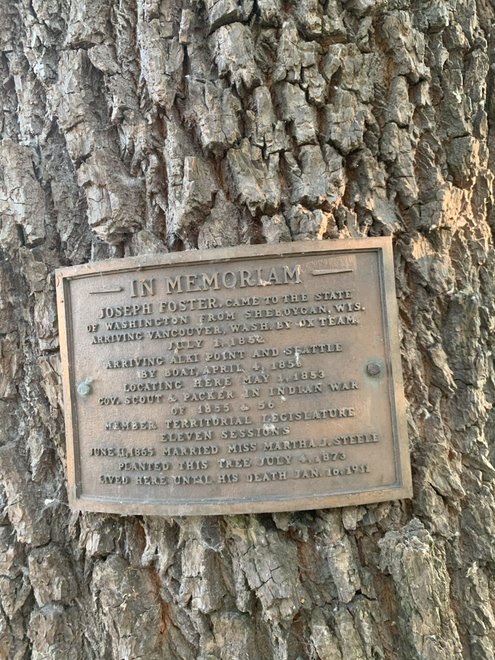 IN MEMORIAM
JOSEPH FOSTER, CAME TO THE STATE
OF WASHINGTON FROM SHEBOYGAN, WIS.
ARRIVING VANCOUVER, WASH. BY OX TEAM,
JULY 1, 1852
ARRIVING ALKI POINT AND SEATTLE
BY BOAT, APRIL 4, 1853
LOCATING HERE MAY 1, 1853
GOV. SCOUT & PACKER IN INDIAN WAR
OF 1855 & 56
MEMBER TERRITORIAL LEGISLATURE
ELEVEN SESSIONS
JUNE 11, 1865 MARRIED MISS MARTHA J. STEELE
PLANTED THIS TREE JULY 4, 1873
LIVED HERE UNTIL HIS DEATH JAN. 16, 1911